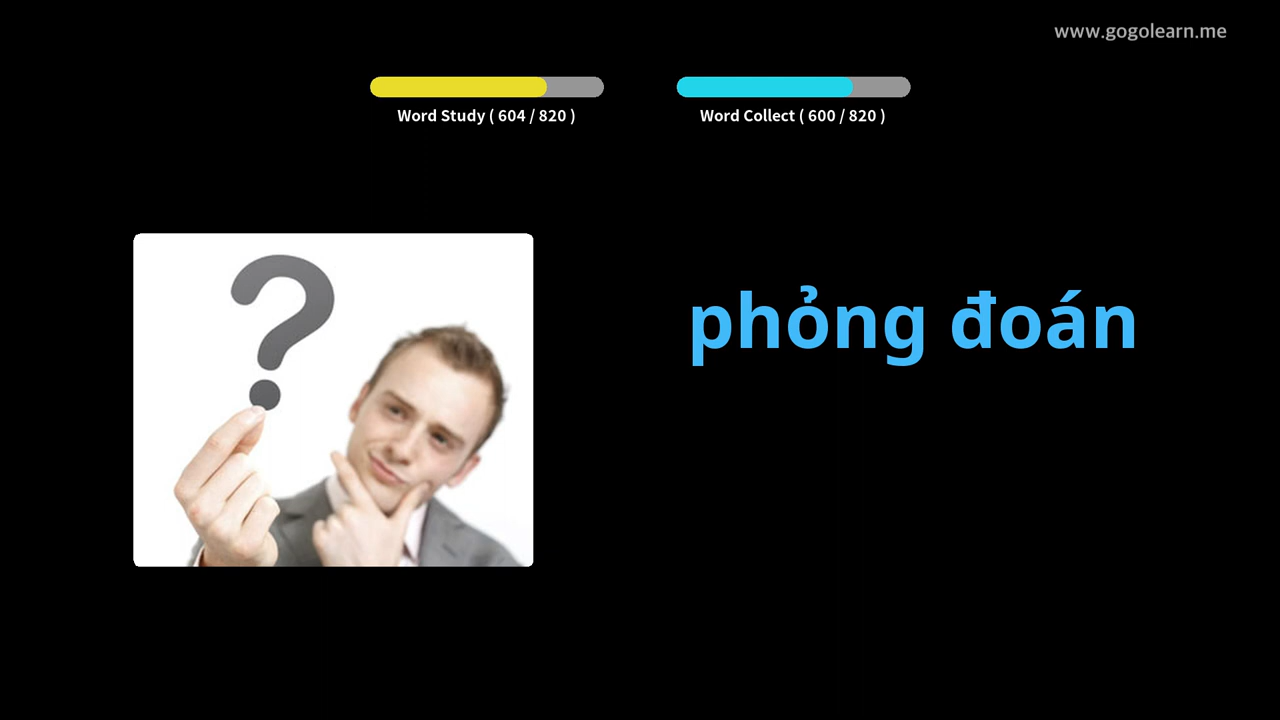 www.gogolearn.me
Word Study ( 604 / 820 )
Word Collect ( 600 / 820 )
?
phỏng đoán